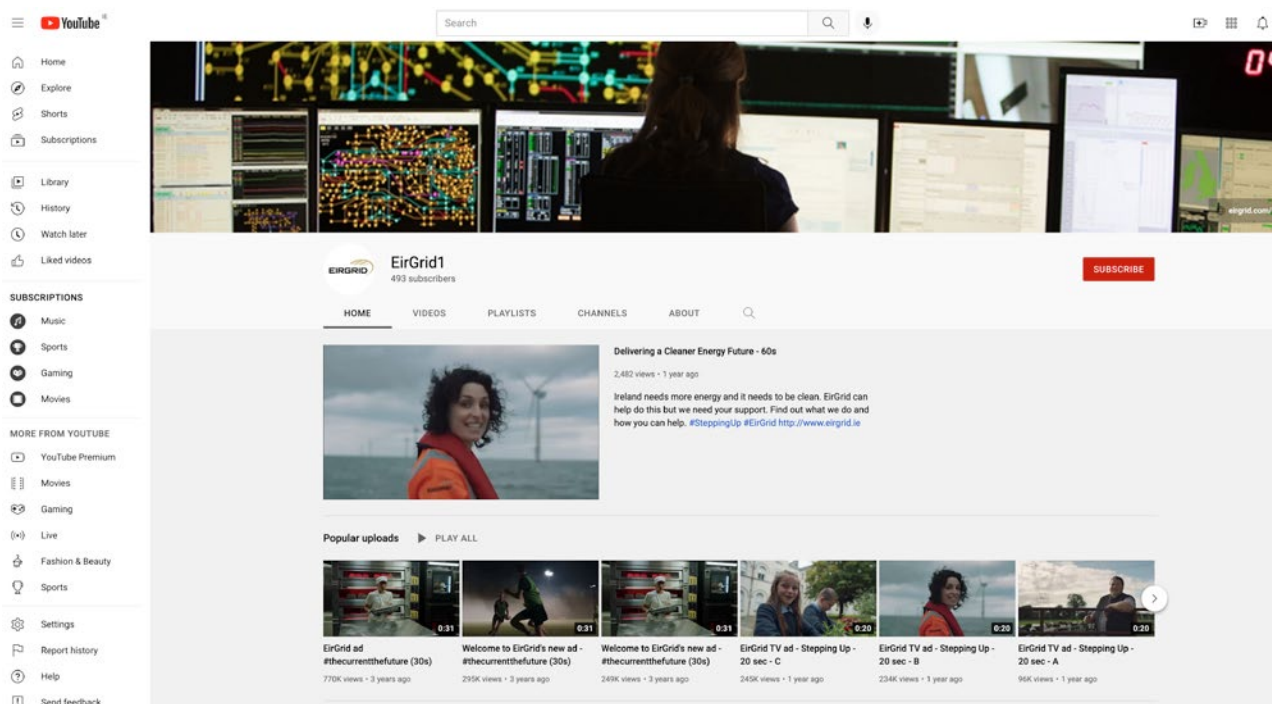 YouTube
IE
Search
Home
Explore
Shorts
Subscriptions
Library
History
Watch later
Liked videos
SUBSCRIPTIONS
Music
Sports
Gaming
Movies
MORE FROM YOUTUBE
YouTube Premium
Movies
Gaming
Live
Fashion & Beauty
Sports
Settings
Report history
Help
Send feedback
eirgrid.com/
EIRGRID
EirGrid1
493 subscribers
SUBSCRIBE
HOME
VIDEOS
PLAYLISTS
CHANNELS
ABOUT
Delivering a Cleaner Energy Future - 60s
2,482 views • 1 year ago
Ireland needs more energy and it needs to be clean. EirGrid can
help do this but we need your support. Find out what we do and
how you can help. #SteppingUp #EirGrid http://www.eirgrid.ie
Popular uploads
PLAY ALL
0:31
EirGrid ad
#thecurrentthefuture (30s)
770K views • 3 years ago
0:31
Welcome to EirGrid's new ad -
#thecurrentthefuture (30s)
295K views • 3 years ago
0:31
Welcome to EirGrid's new ad -
#thecurrentthefuture (30s)
249K views • 3 years ago
0:20
EirGrid TV ad - Stepping Up -
20 sec - C
245K views • 1 year ago
0:20
EirGrid TV ad - Stepping Up -
20 sec - B
234K views • 1 year ago
0:20
EirGrid TV ad - Stepping Up -
20 sec - A
96K views • 1 year ago